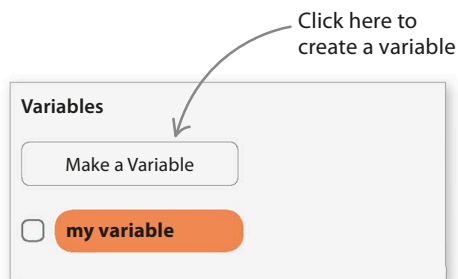 Click here to
create a variable
Variables
Make a Variable
my variable